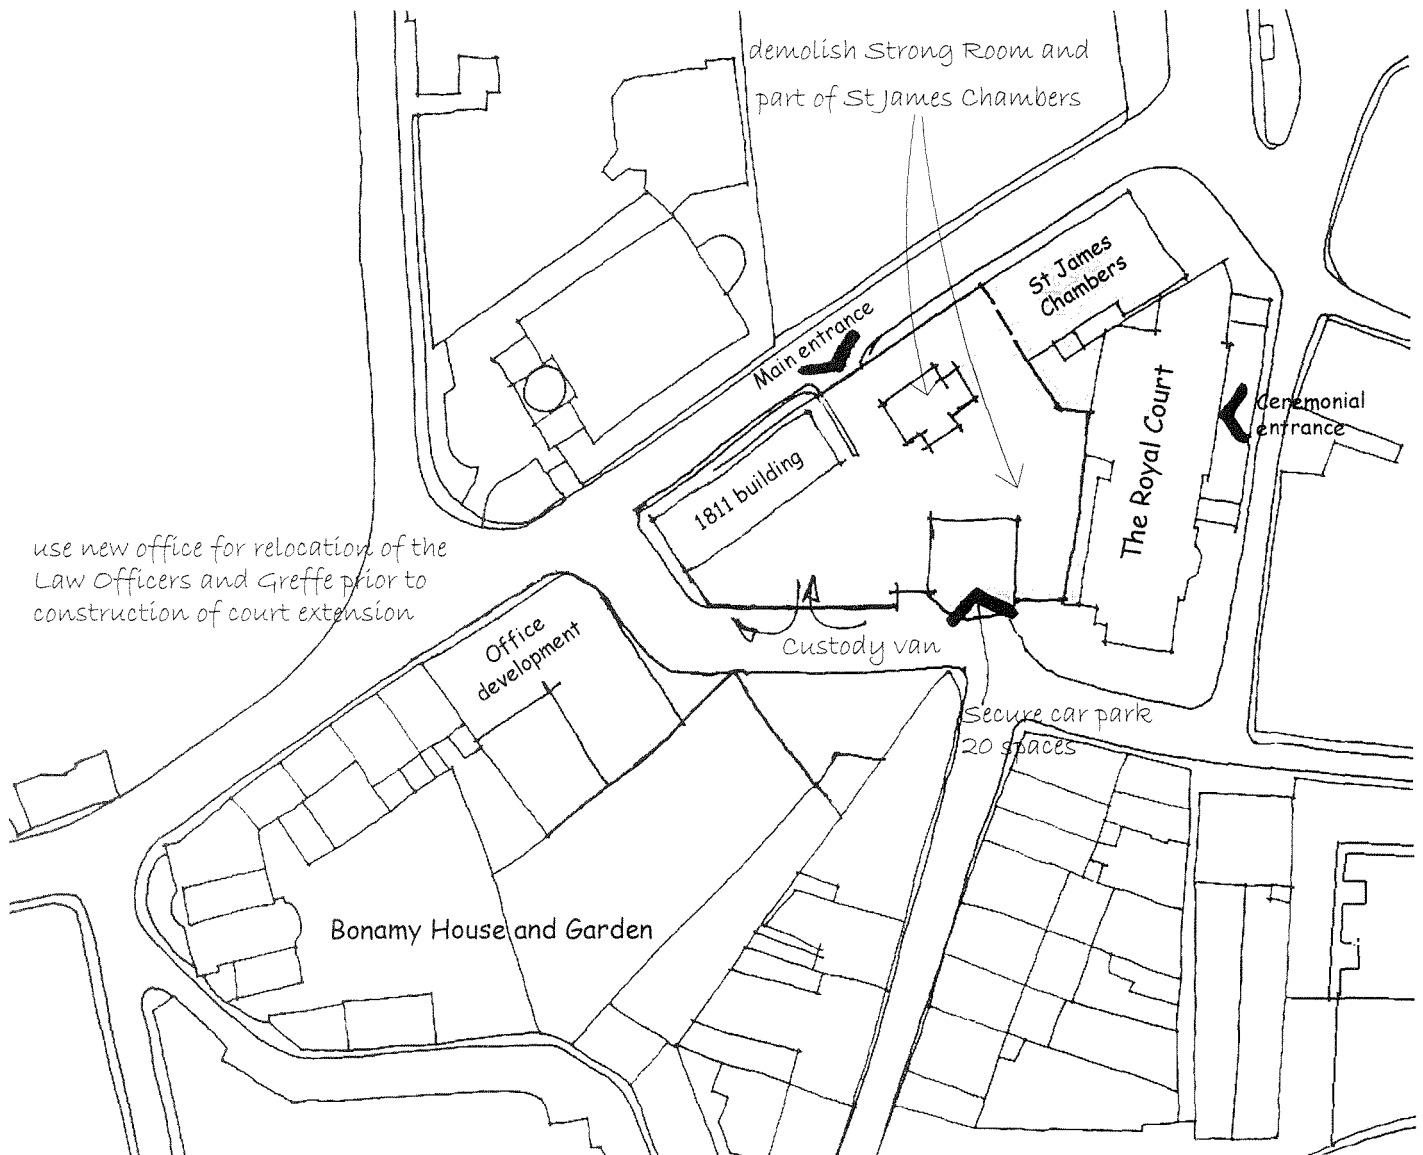 demolish Strong Room and
part of St James Chambers
St James
Chambers
Main entrance
The Royal Court
Ceremonial
entrance
1811 building
use new office for relocation of the
Law Officers and Greffe prior to
construction of court extension
Custody van
Office
development
Secure car park
20 spaces
Bonamy House and Garden